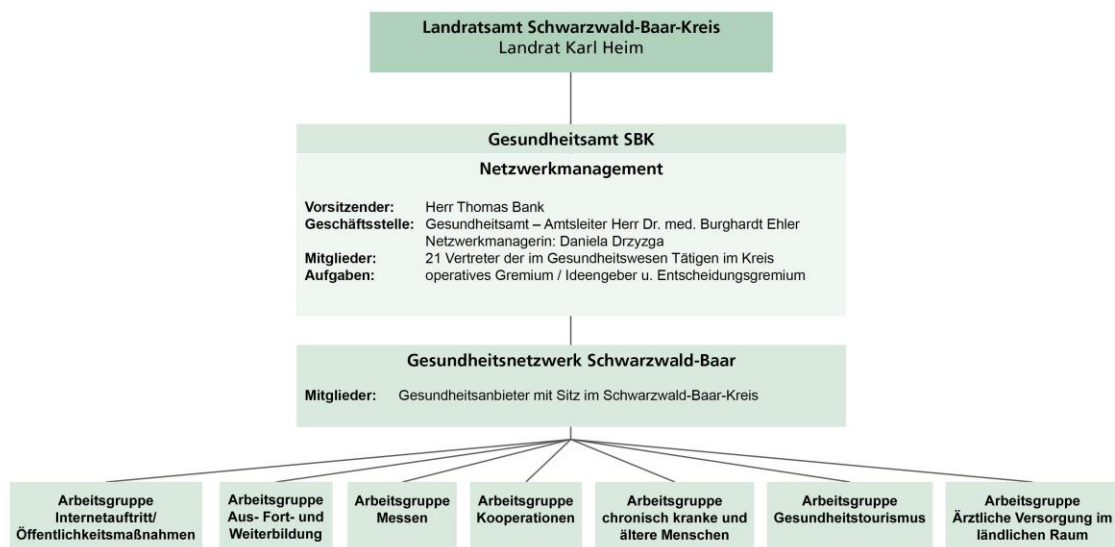 Landratsamt Schwarzwald-Baar-Kreis
Landrat Karl Heim
Gesundheitsamt SBK
Netzwerkmanagement
Vorsitzender: Herr Thomas Bank
Geschäftsstelle: Gesundheitsamt – Amtsleiter Herr Dr. med. Burghardt Ehler
Netzwerkmanagerin: Daniela Drzyzga
Mitglieder: 21 Vertreter der im Gesundheitswesen Tätigen im Kreis
Aufgaben: operatives Gremium / Ideengeber u. Entscheidungsgremium
Gesundheitsnetzwerk Schwarzwald-Baar
Mitglieder: Gesundheitsanbieter mit Sitz im Schwarzwald-Baar-Kreis
Arbeitsgruppe
Internetauftritt/
Öffentlichkeitsmaßnahmen
Arbeitsgruppe
Aus- Fort- und
Weiterbildung
Arbeitsgruppe
Messen
Arbeitsgruppe
Kooperationen
Arbeitsgruppe
chronisch kranke und
ältere Menschen
Arbeitsgruppe
Gesundheitstourismus
Arbeitsgruppe
Ärztliche Versorgung im
ländlichen Raum